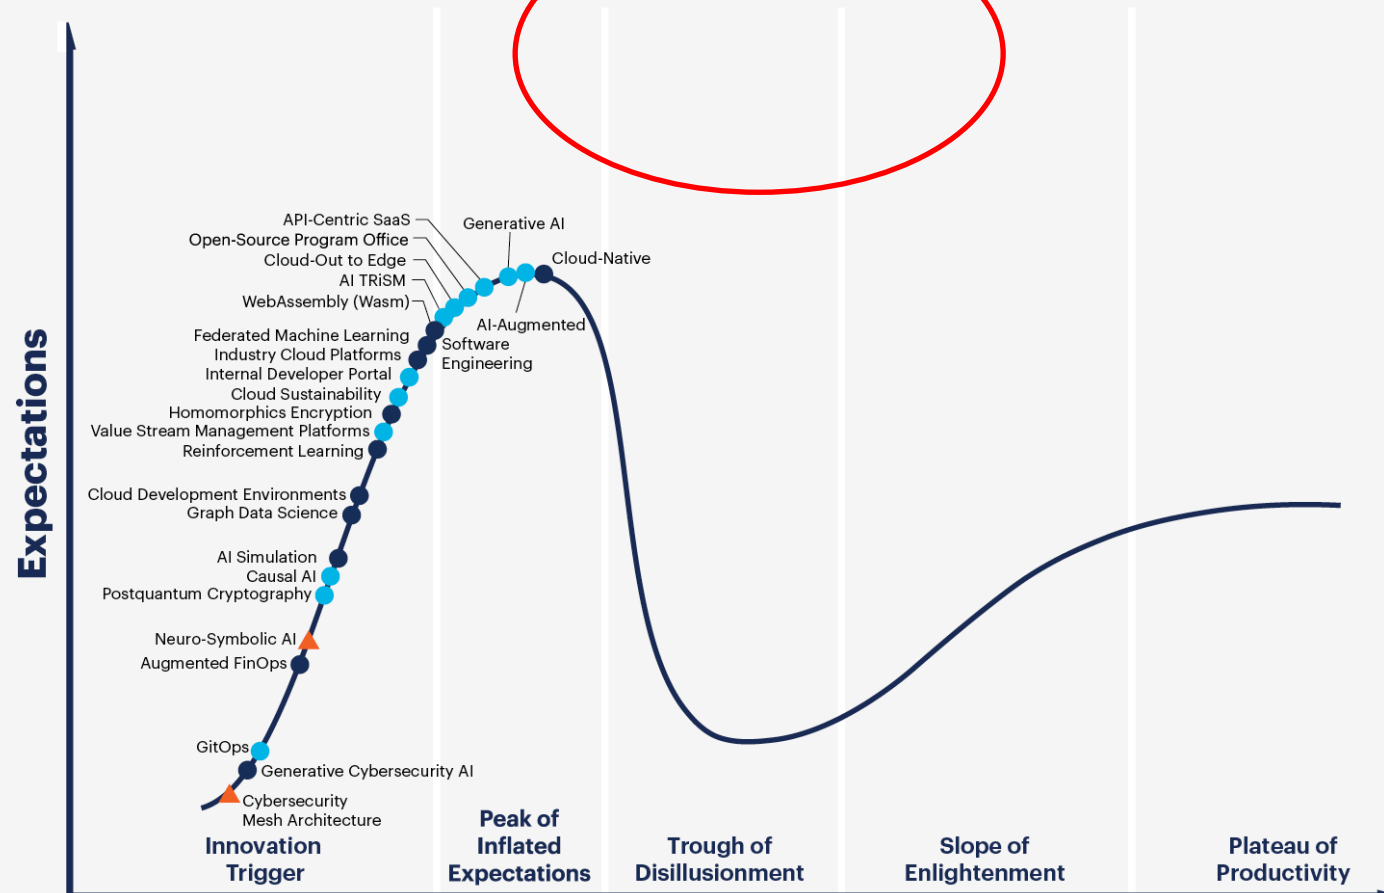 Expectations
API-Centric SaaS
Generative AI
Open-Source Program Office
Cloud-Out to Edge
Cloud-Native
AI TRiSM
WebAssembly (Wasm)
AI-Augmented
Software
Engineering
Federated Machine Learning
Industry Cloud Platforms
Internal Developer Portal
Cloud Sustainability
Homomorphics Encryption
Value Stream Management Platforms
Reinforcement Learning
Cloud Development Environments
Graph Data Science
AI Simulation
Causal AI
Postquantum Cryptography
Neuro-Symbolic AI
Augmented FinOps
GitOps
Generative Cybersecurity AI
Cybersecurity
Mesh Architecture
Innovation
Trigger
Peak of
Inflated
Expectations
Trough of
Disillusionment
Slope of
Enlightenment
Plateau of
Productivity